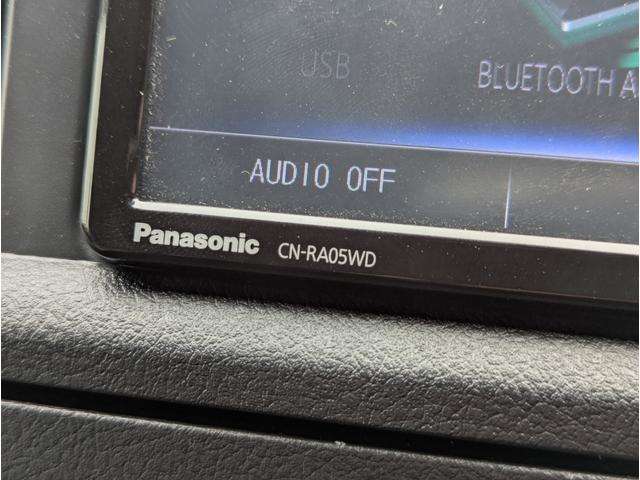 USB
BLUETOOTH A
AUDIO OFF
Panasonic CN-RA05WD